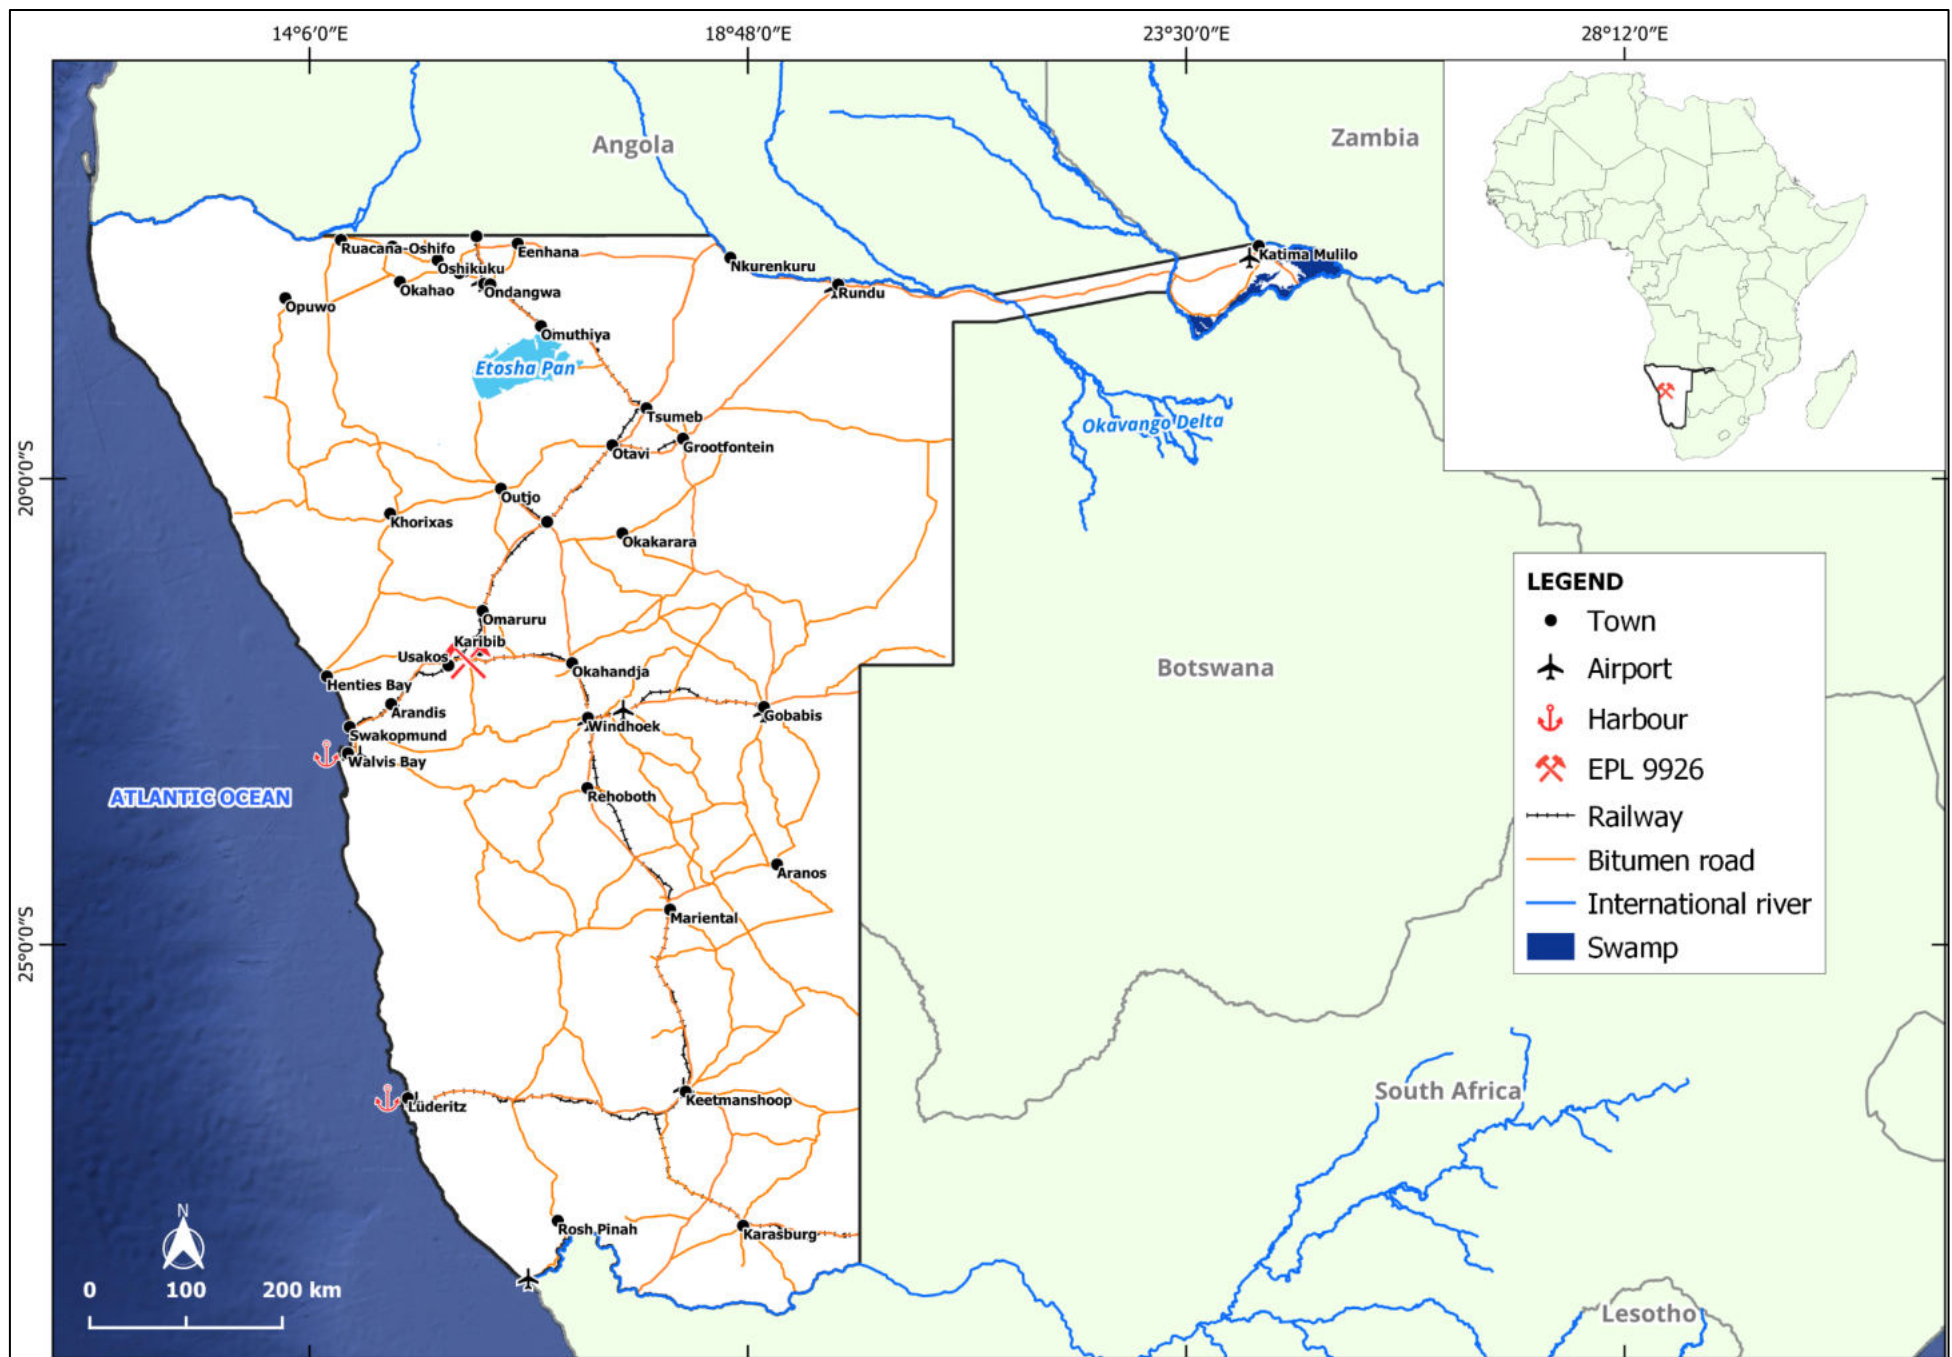 14°6′0″E
18°48′0″E
23°30′0″E
28°12′0″E
20°0′0″S
25°0′0″S
Angola
Zambia
Ruacana-Oshifo
Eenhana
Oshikuku
Okahao
Ondangwa
Opuwo
Nkurenkuru
Rundu
Katima Mulilo
Omuthiya
Etosha Pan
Tsumeb
Grootfontein
Otavi
Okavango Delta
Outjo
Khorixas
Okakarara
Omaruru
Karibib
Usakos
Okahandja
Henties Bay
Arandis
Swakopmund
Walvis Bay
Windhoek
Gobabis
Botswana
ATLANTIC OCEAN
Rehoboth
Aranos
Mariental
Lüderitz
Keetmanshoop
South Africa
Rosh Pinah
Karasburg
Lesotho
LEGEND
Town
Airport
Harbour
EPL 9926
Railway
Bitumen road
International river
Swamp
N
0 100 200 km